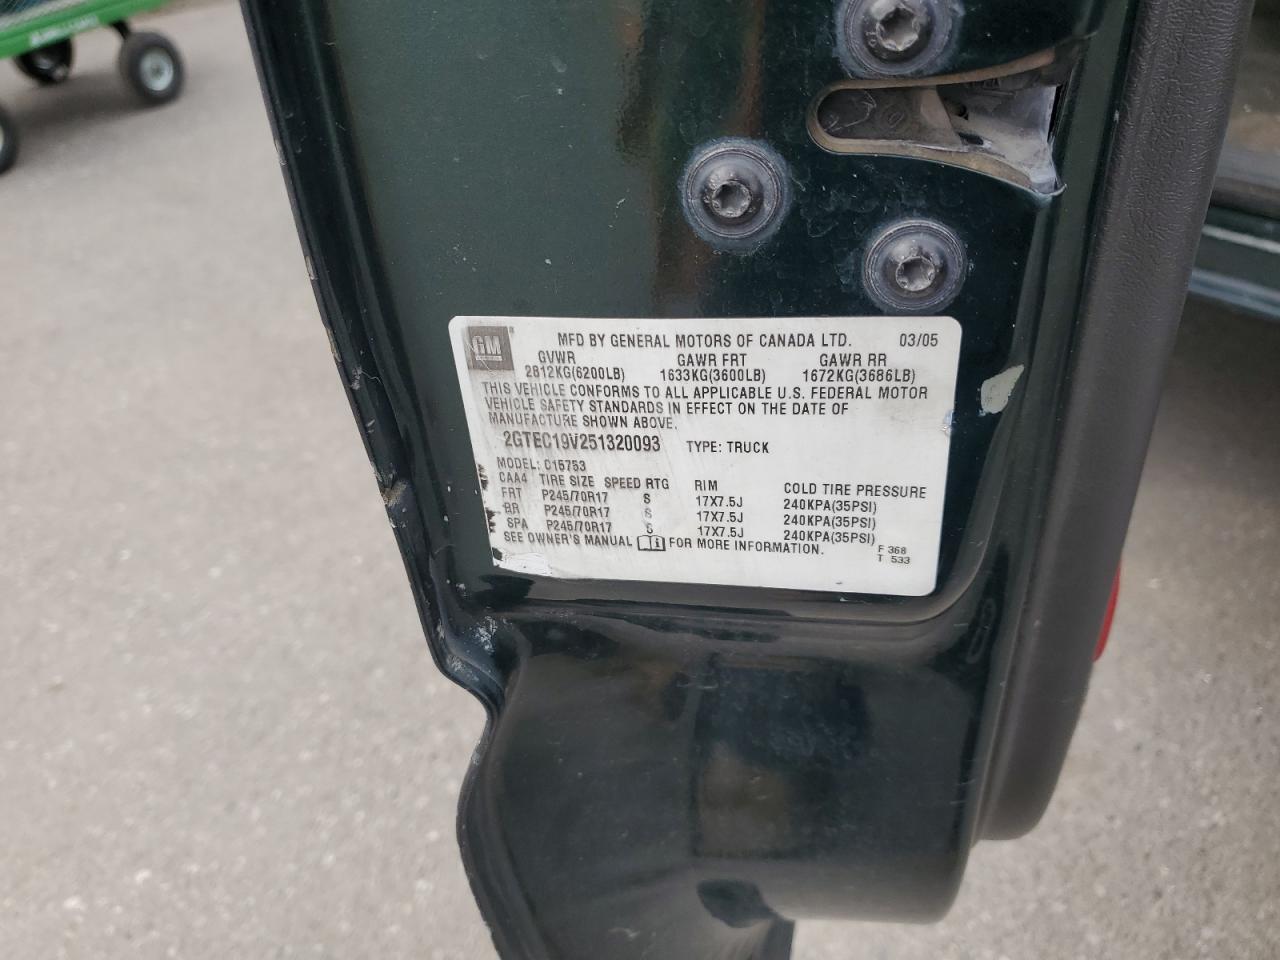 GM
MFD BY GENERAL MOTORS OF CANADA LTD. 03/05
GVWR GAWR FRT GAWR RR
2812KG(6200LB) 1633KG(3600LB) 1672KG(3686LB)
THIS VEHICLE CONFORMS TO ALL APPLICABLE U.S. FEDERAL MOTOR
VEHICLE SAFETY STANDARDS IN EFFECT ON THE DATE OF
MANUFACTURE SHOWN ABOVE.
2GTEC19V251320093 TYPE: TRUCK
MODEL: C15753
CAA4 TIRE SIZE SPEED RTG RIM COLD TIRE PRESSURE
FRT P245/70R17 S 17X7.5J 240KPA(35PSI)
RR P245/70R17 S 17X7.5J 240KPA(35PSI)
SPA P245/70R17 S 17X7.5J 240KPA(35PSI)
SEE OWNER'S MANUAL FOR MORE INFORMATION.
F 368
T 533